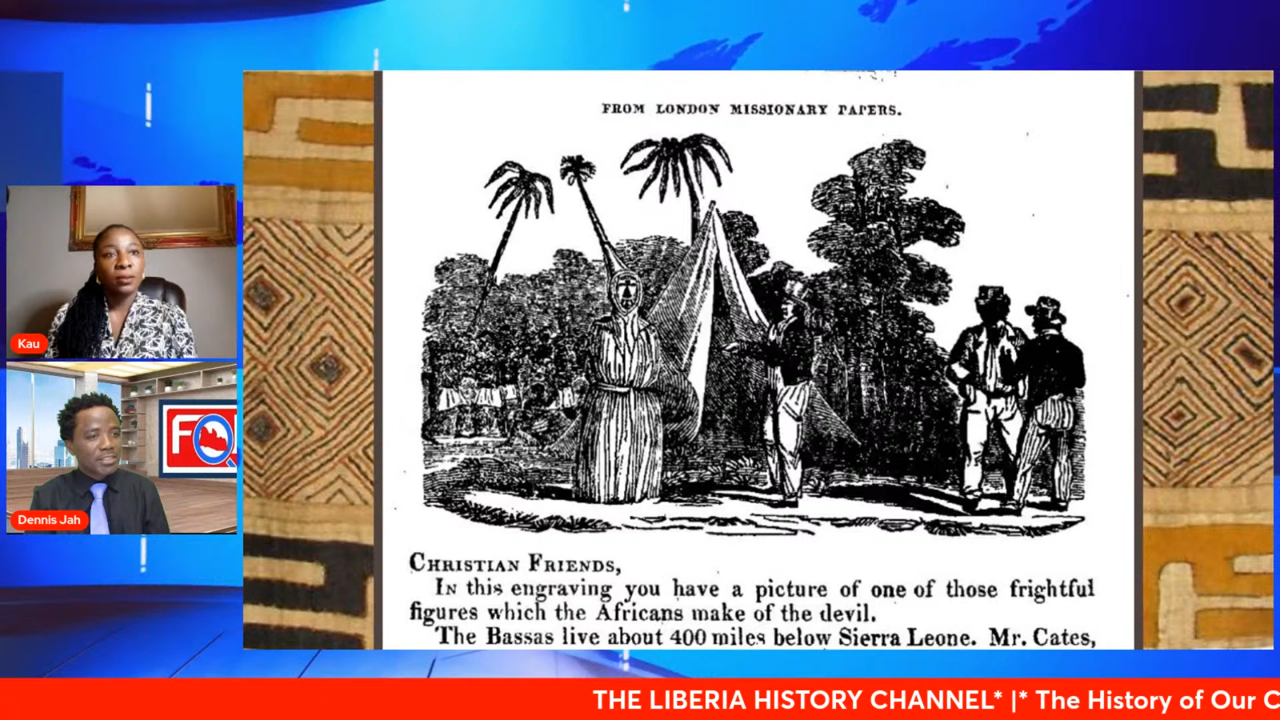 FROM LONDON MISSIONARY PAPERS.
Kau
Dennis Jah
CHRISTIAN FRIENDS,
IN this engraving you have a picture of one of those frightful
figures which the Africans make of the devil.
The Bassas live about 400 miles below Sierra Leone. Mr. Cates,
THE LIBERIA HISTORY CHANNEL* |* The History of Our C